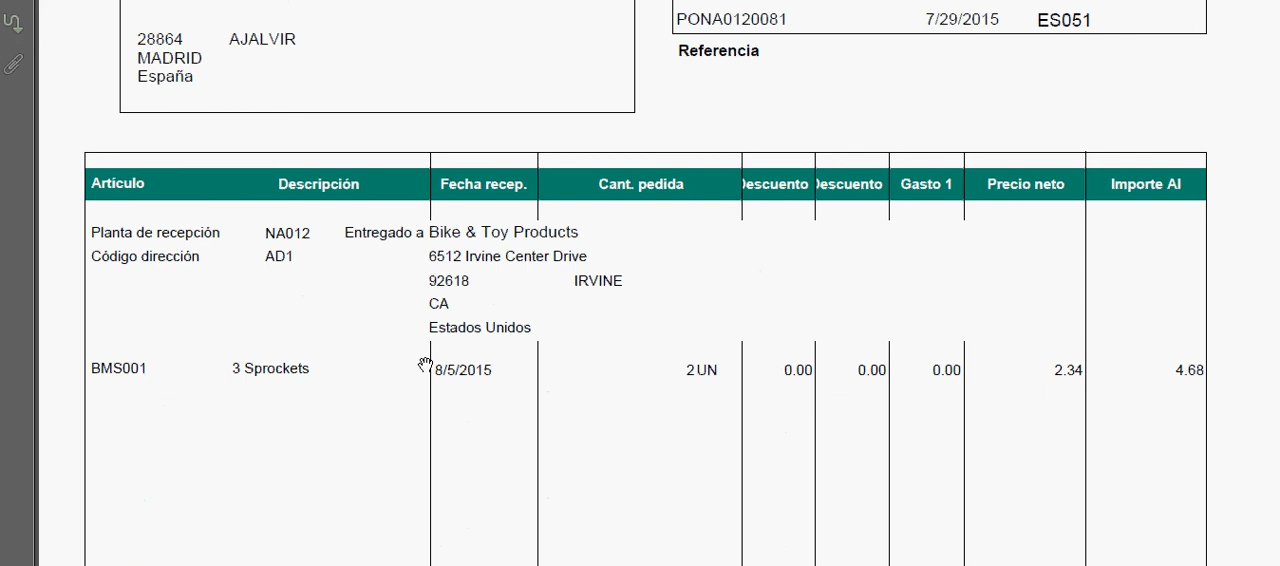 PONA0120081 7/29/2015 ES051
28864 AJALVIR
MADRID
España
Referencia
Artículo Descripción Fecha recep. Cant. pedida Descuento Descuento Gasto 1 Precio neto Importe AI
Planta de recepción NA012 Entregado a Bike & Toy Products
Código dirección AD1 6512 Irvine Center Drive
92618 IRVINE
CA
Estados Unidos
BMS001 3 Sprockets 8/5/2015 2 UN 0.00 0.00 0.00 2.34 4.68